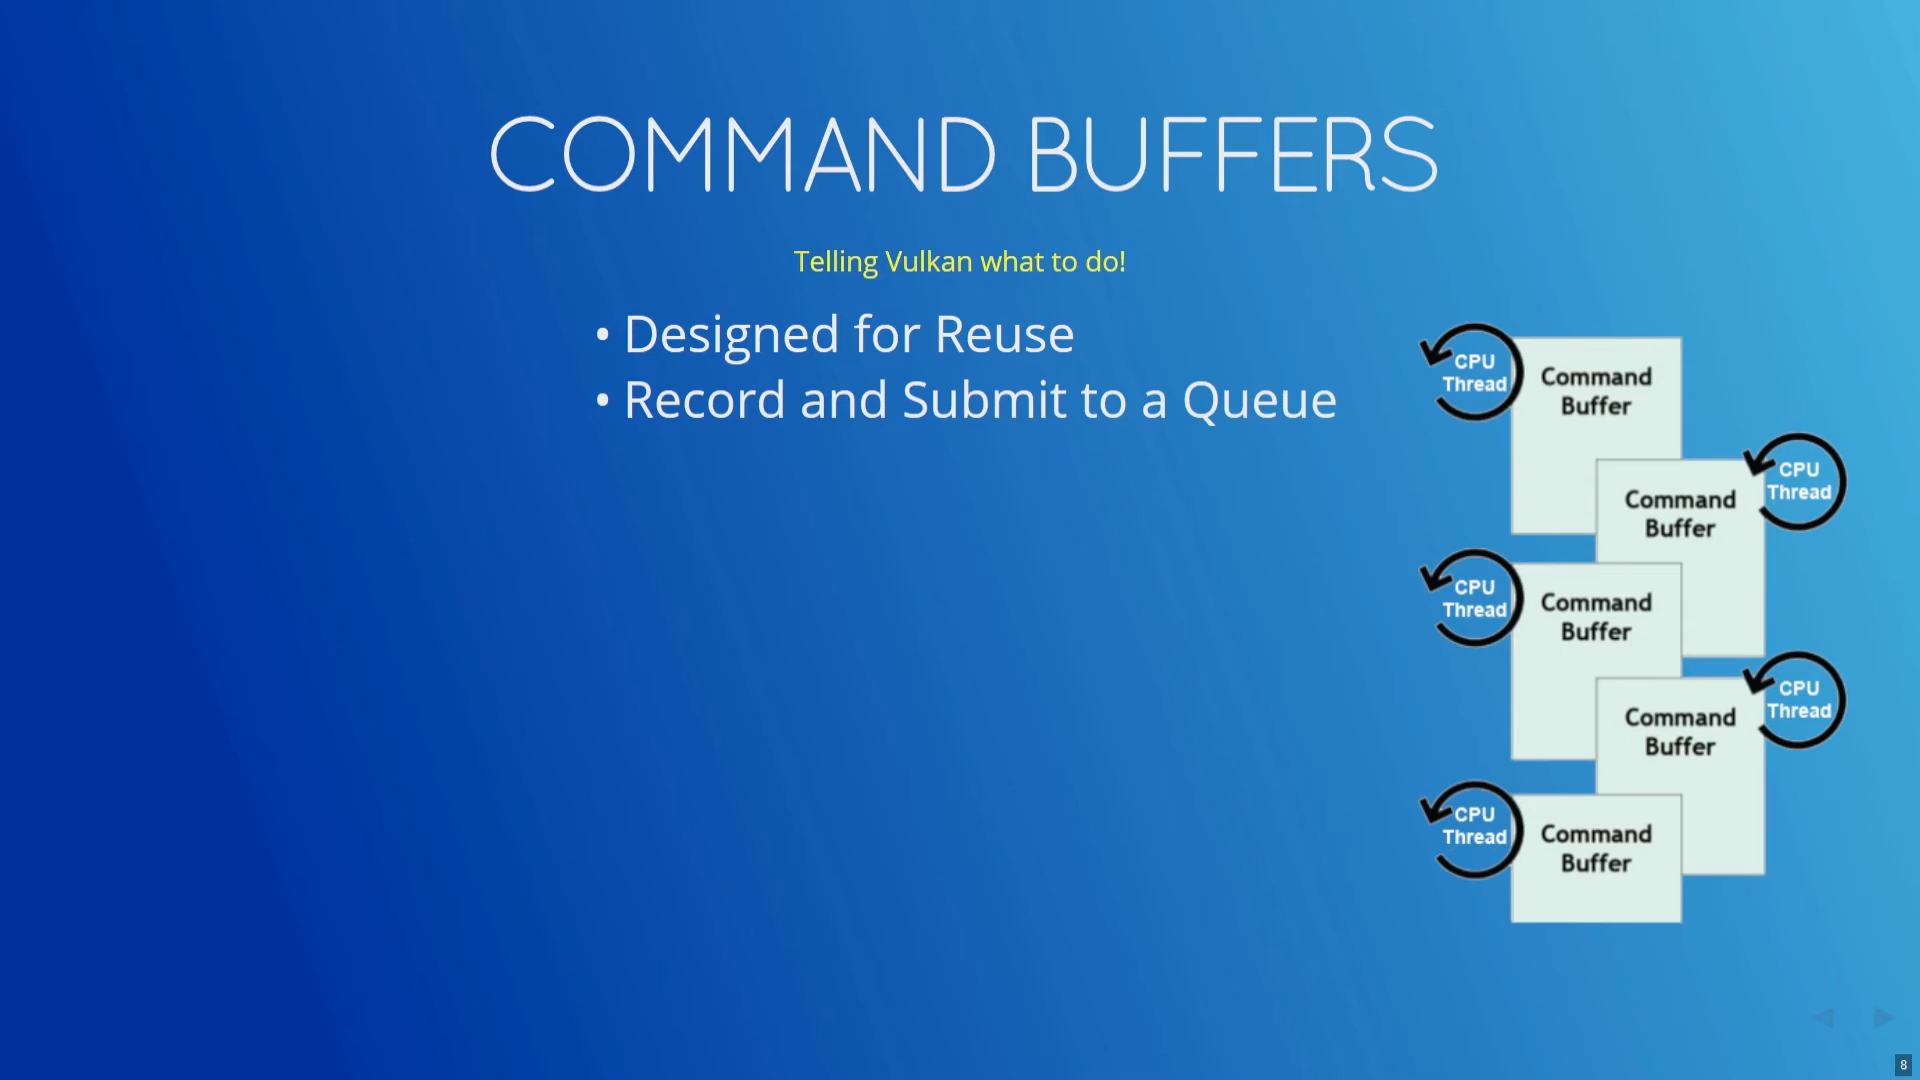 COMMAND BUFFERS
Telling Vulkan what to do!
• Designed for Reuse
• Record and Submit to a Queue
CPU
Thread
Command
Buffer
CPU
Thread
Command
Buffer
CPU
Thread
Command
Buffer
CPU
Thread
Command
Buffer
CPU
Thread
Command
Buffer
8